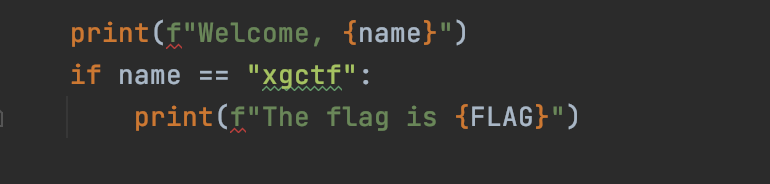 print(f"Welcome, {name}")
if name == "xgctf":
    print(f"The flag is {FLAG}")